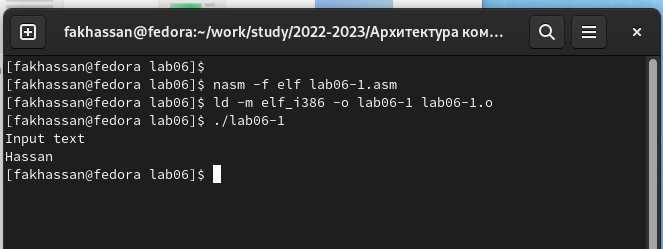 fakhassan@fedora:~/work/study/2022-2023/Архитектура ком...
[fakhassan@fedora lab06]$
[fakhassan@fedora lab06]$ nasm -f elf lab06-1.asm
[fakhassan@fedora lab06]$ ld -m elf_i386 -o lab06-1 lab06-1.o
[fakhassan@fedora lab06]$ ./lab06-1
Input text
Hassan
[fakhassan@fedora lab06]$